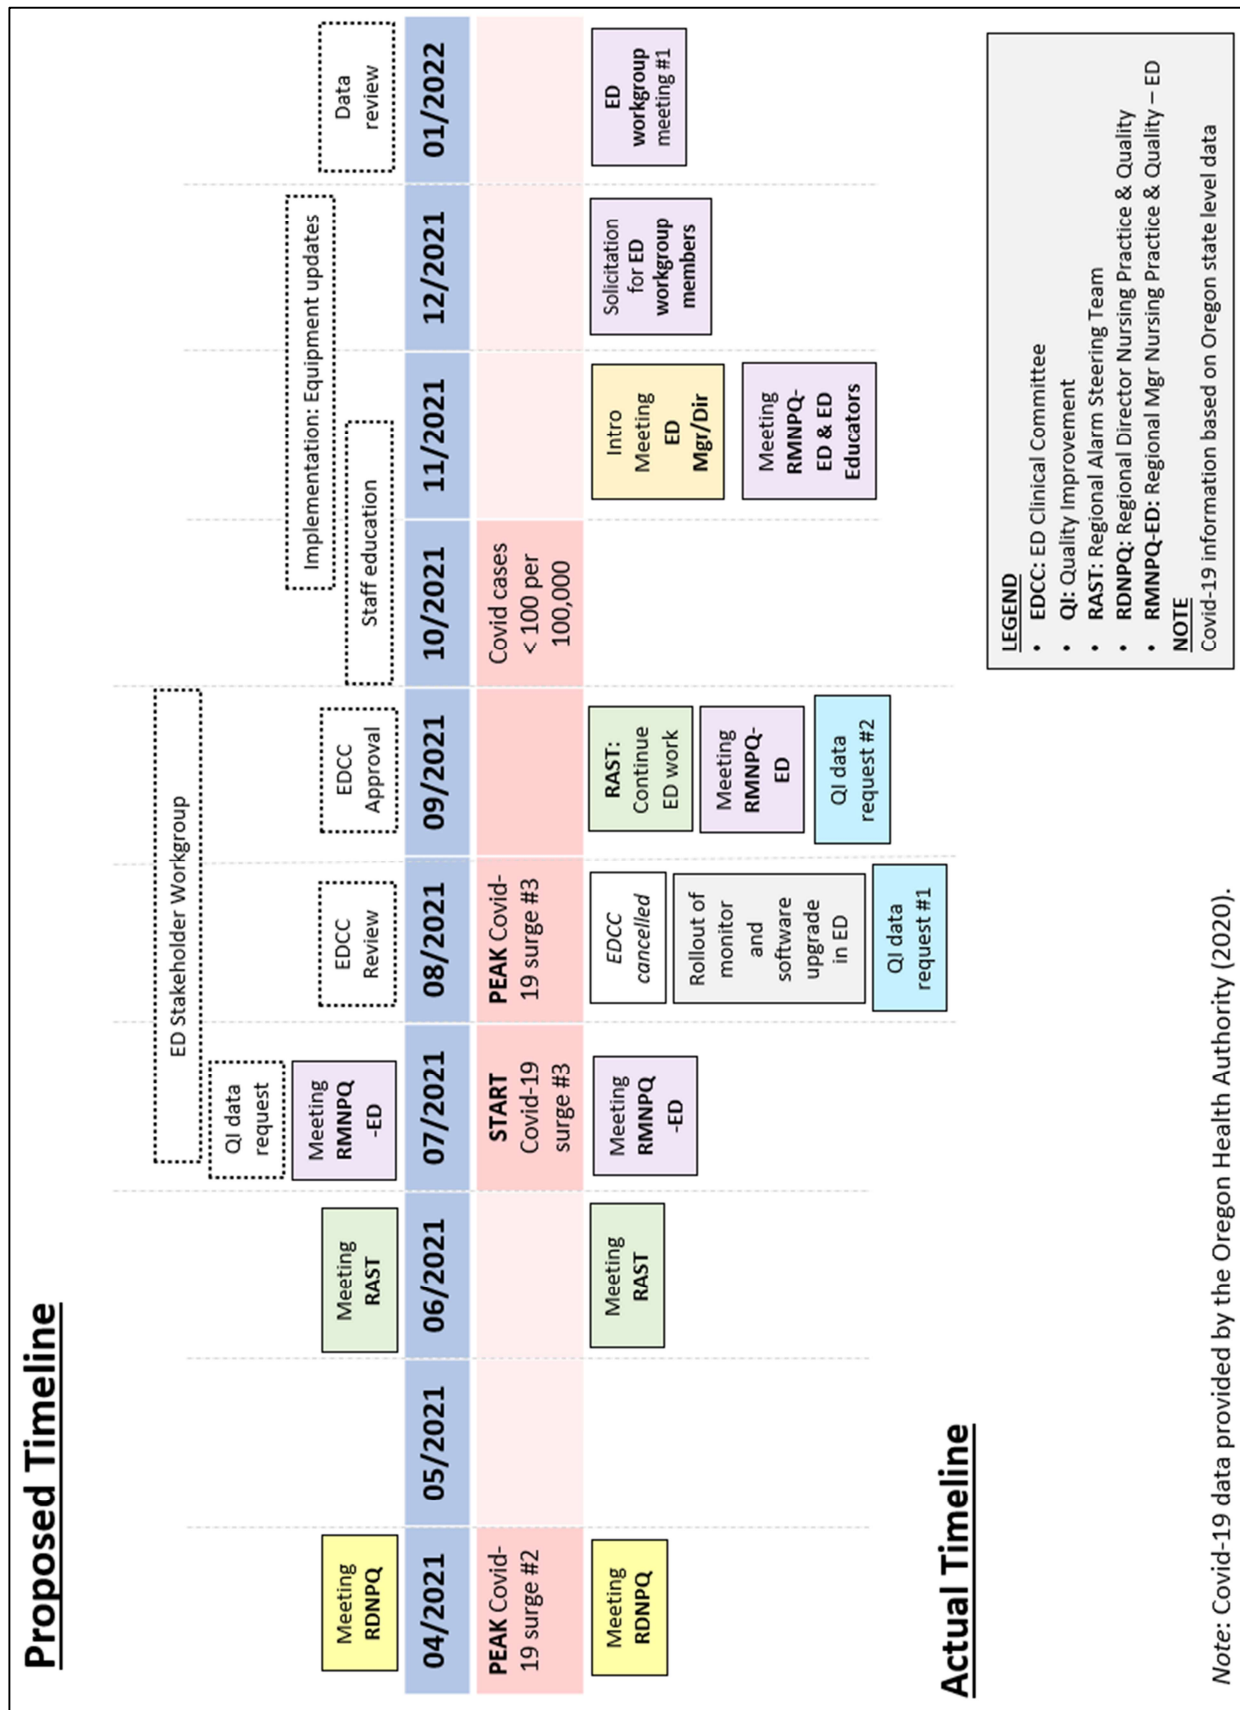 Proposed Timeline
ED Stakeholder Workgroup
QI data
request
Meeting
RDNPQ
Meeting
RAST
Meeting
RMNPQ
-ED
EDCC
Review
EDCC
Approval
Implementation: Equipment updates
Staff education
Data
review
04/2021
05/2021
06/2021
07/2021
08/2021
09/2021
10/2021
11/2021
12/2021
01/2022
PEAK Covid-
19 surge #2
START
Covid-19
surge #3
PEAK Covid-
19 surge #3
Covid cases
< 100 per
100,000
Meeting
RDNPQ
Meeting
RAST
Meeting
RMNPQ
-ED
EDCC
cancelled
Rollout of
monitor
and
software
upgrade
in ED
QI data
request #1
RAST:
Continue
ED work
Meeting
RMNPQ-
ED
QI data
request #2
Intro
Meeting
ED
Mgr/Dir
Meeting
RMNPQ-
ED & ED
Educators
Solicitation
for ED
workgroup
members
ED
workgroup
meeting #1
Actual Timeline
LEGEND
• EDCC: ED Clinical Committee
• QI: Quality Improvement
• RAST: Regional Alarm Steering Team
• RDNPQ: Regional Director Nursing Practice & Quality
• RMNPQ-ED: Regional Mgr Nursing Practice & Quality – ED
NOTE
Covid-19 information based on Oregon state level data
Note: Covid-19 data provided by the Oregon Health Authority (2020).